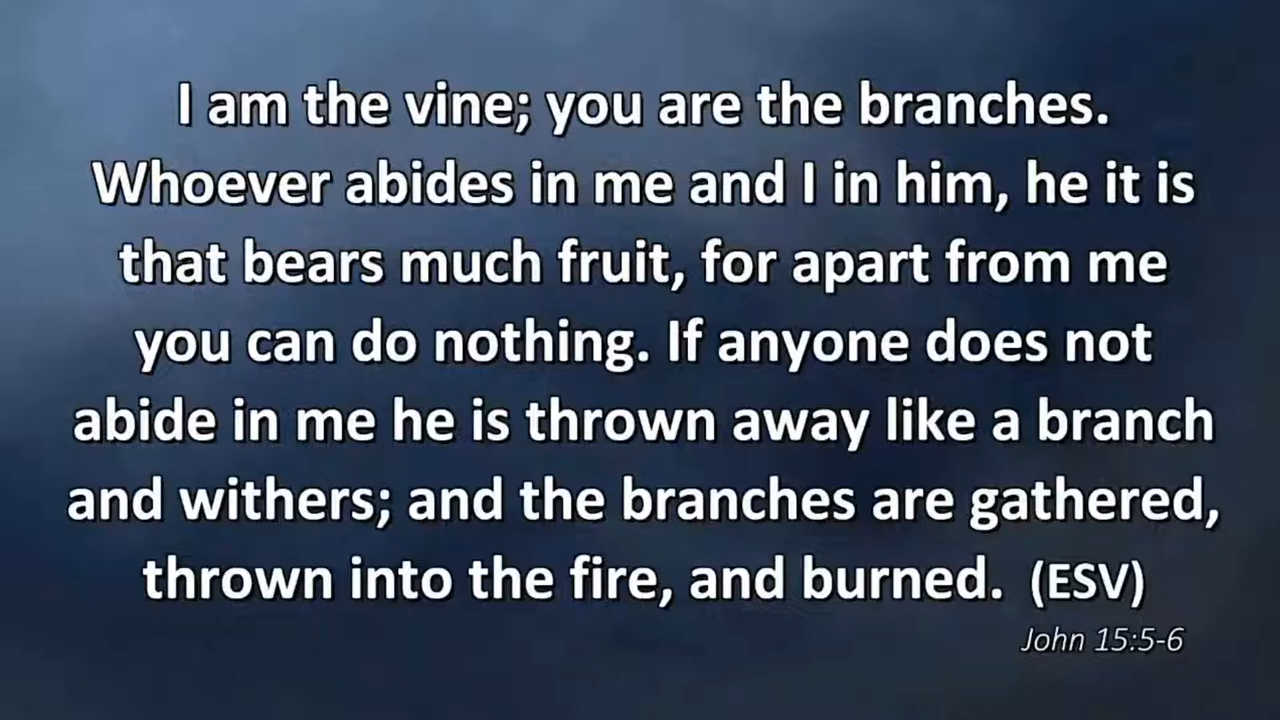 I am the vine; you are the branches.
Whoever abides in me and I in him, he it is
that bears much fruit, for apart from me
you can do nothing. If anyone does not
abide in me he is thrown away like a branch
and withers; and the branches are gathered,
thrown into the fire, and burned. (ESV)
John 15:5-6